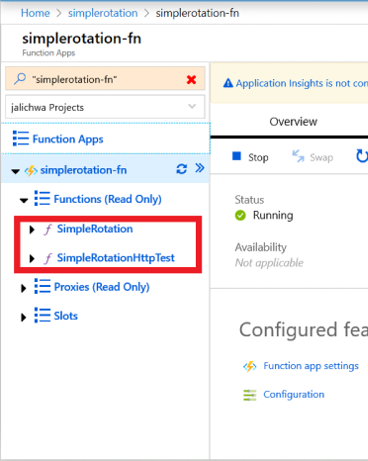 Home > simplerotation > simplerotation-fn
simplerotation-fn
Function Apps
"simplerotation-fn"
jalichwa Projects
Function Apps
simplerotation-fn
Functions (Read Only)
SimpleRotation
SimpleRotationHttpTest
Proxies (Read Only)
Slots
Application Insights is not con
Overview
Stop
Swap
Status
Running
Availability
Not applicable
Configured fea
Function app settings
Configuration